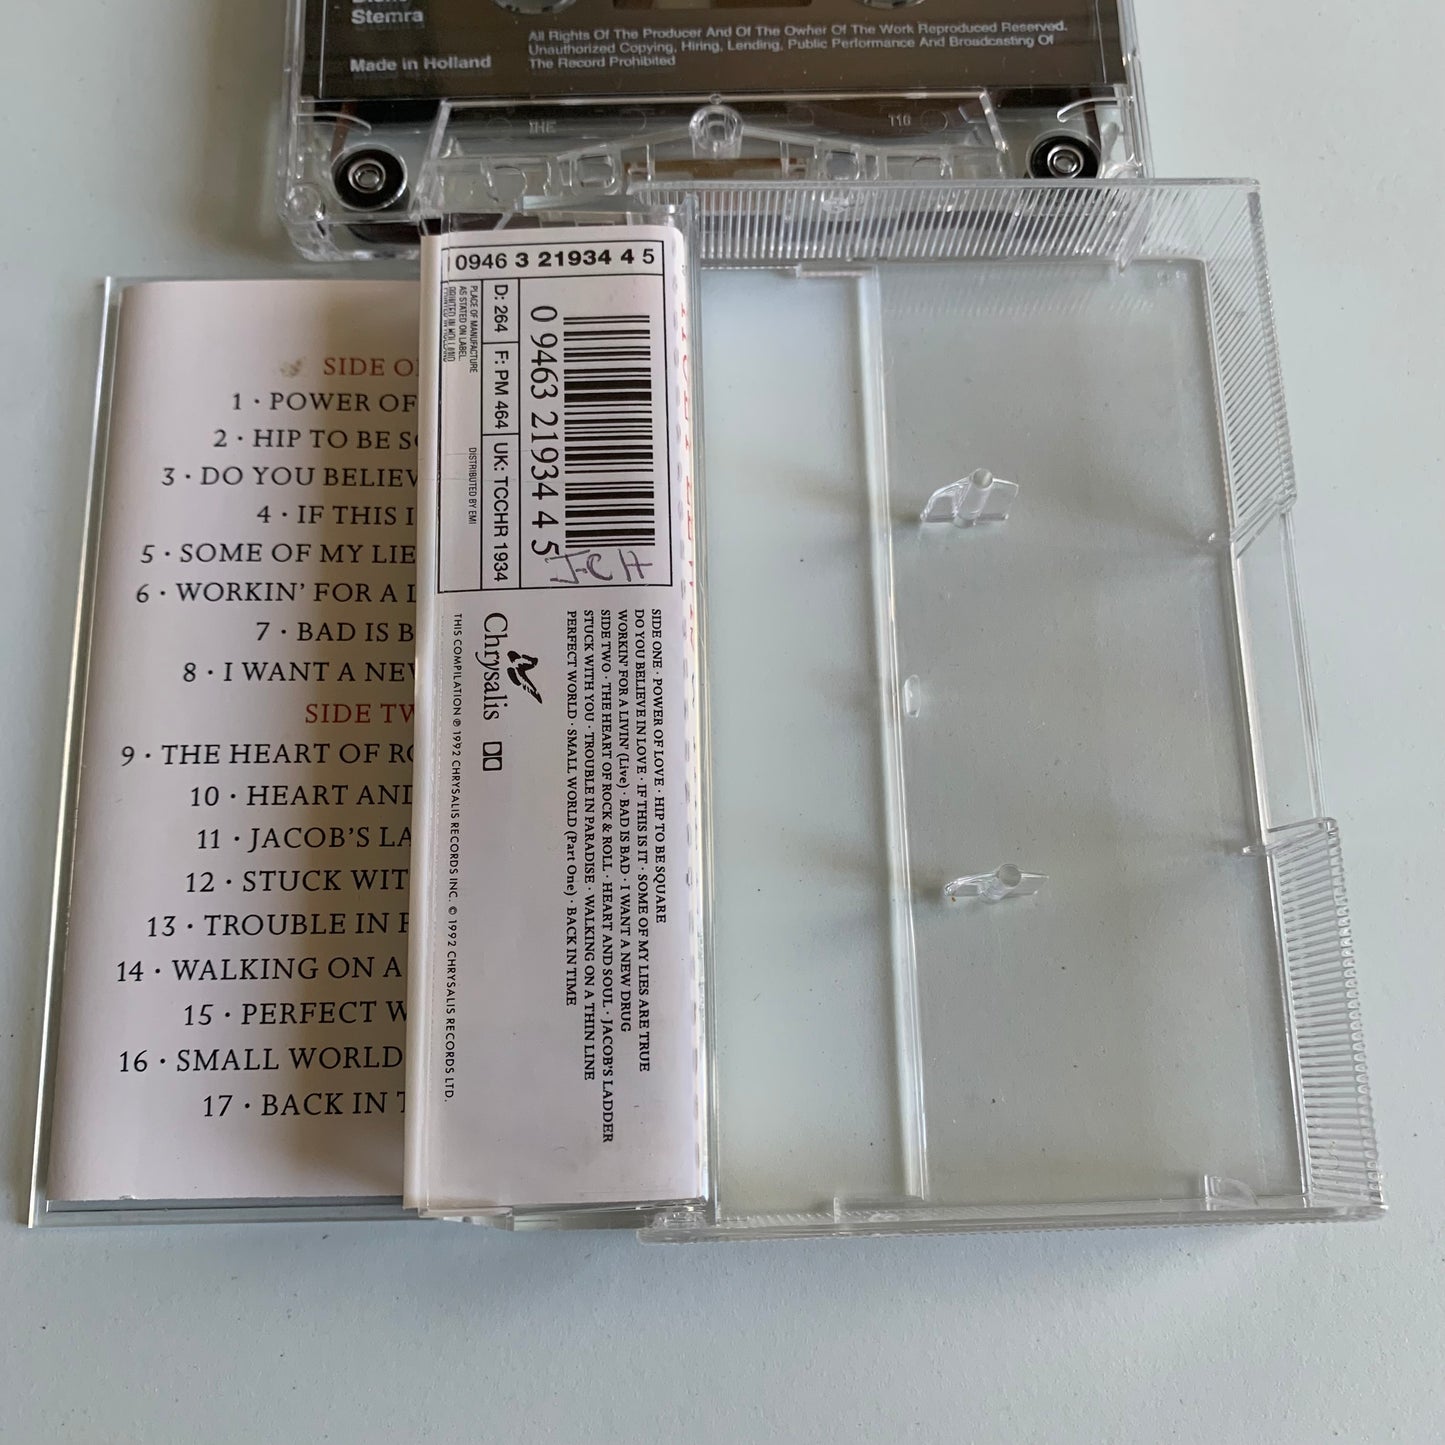 Stemra
Made in Holland
All Rights Of The Producer And Of The Owner Of The Work Reproduced Reserved.
Unauthorized Copying, Hiring, Lending, Public Performance And Broadcasting Of
The Record Prohibited
THE
116
SIDE O
1 · POWER OF
2 · HIP TO BE S
3 · DO YOU BELIEV
4 · IF THIS I
5 · SOME OF MY LIE
6 · WORKIN' FOR A L
7 · BAD IS B
8 · I WANT A NEW
SIDE TW
9 · THE HEART OF RO
10 · HEART AND
11 · JACOB'S LA
12 · STUCK WIT
13 · TROUBLE IN P
14 · WALKING ON A
15 · PERFECT W
16 · SMALL WORLD
17 · BACK IN T
0946 3 21934 4 5
0 9463 21934 4 5
D: 264
F: PM 464
UK: TCCHR 1934
PLACE OF MANUFACTURE
AS STATED ON LABEL.
PRINTED IN HOLLAND
DISTRIBUTED BY EMI
SIDE ONE · POWER OF LOVE · HIP TO BE SQUARE
DO YOU BELIEVE IN LOVE · IF THIS IS IT · SOME OF MY LIES ARE TRUE
WORKIN' FOR A LIVIN' (Live) · BAD IS BAD · I WANT A NEW DRUG
SIDE TWO · THE HEART OF ROCK & ROLL · HEART AND SOUL · JACOB'S LADDER
STUCK WITH YOU · TROUBLE IN PARADISE · WALKING ON A THIN LINE
PERFECT WORLD · SMALL WORLD (Part One) · BACK IN TIME
Chrysalis
THIS COMPILATION ℗ 1992 CHRYSALIS RECORDS INC. © 1992 CHRYSALIS RECORDS LTD.